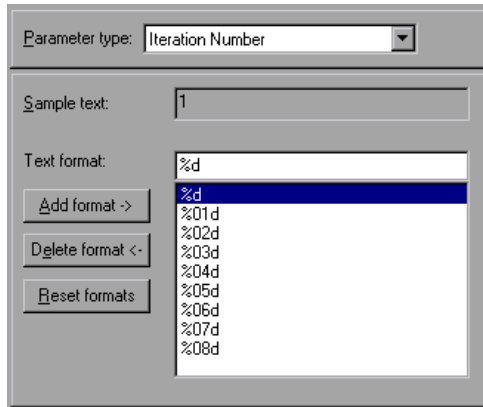 Parameter type: Iteration Number
Sample text: 1
Text format: %d
Add format ->
Delete format <-
Reset formats
%d
%01d
%02d
%03d
%04d
%05d
%06d
%07d
%08d